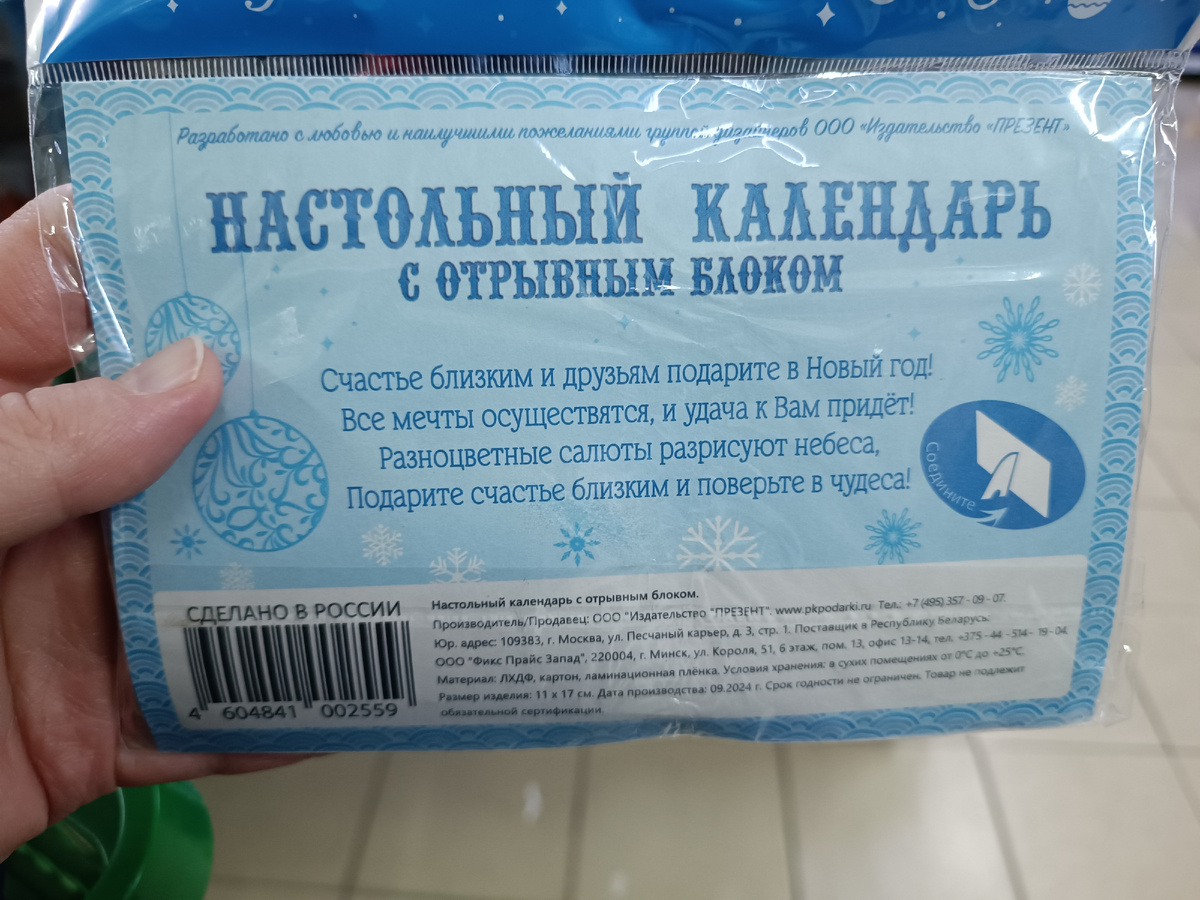 Разработано с любовью и наилучшими пожеланиями группой дизайнеров ООО «Издательство «ПРЕЗЕНТ»
НАСТОЛЬНЫЙ КАЛЕНДАРЬ
С ОТРЫВНЫМ БЛОКОМ
Счастье близким и друзьям подарите в Новый год!
Все мечты осуществятся, и удача к Вам придёт!
Разноцветные салюты разрисуют небеса,
Подарите счастье близким и поверьте в чудеса!
Соедините
СДЕЛАНО В РОССИИ
4 604841 002559
Настольный календарь с отрывным блоком.
Производитель/Продавец: ООО "Издательство "ПРЕЗЕНТ". www.pkpodarki.ru Тел.: +7 (495) 357 - 09 - 07.
Юр. адрес: 109383, г. Москва, ул. Песчаный карьер, д. 3, стр. 1. Поставщик в Республику Беларусь:
ООО "Фикс Прайс Запад", 220004, г. Минск, ул. Короля, 51, 6 этаж, пом. 13, офис 13-14, тел. +375 - 44 - 514 - 19 - 04.
Материал: ЛХДФ, картон, ламинационная плёнка. Условия хранения: в сухих помещениях от 0°С до +25°С.
Размер изделия: 11 х 17 см. Дата производства: 09.2024 г. Срок годности не ограничен. Товар не подлежит
обязательной сертификации.